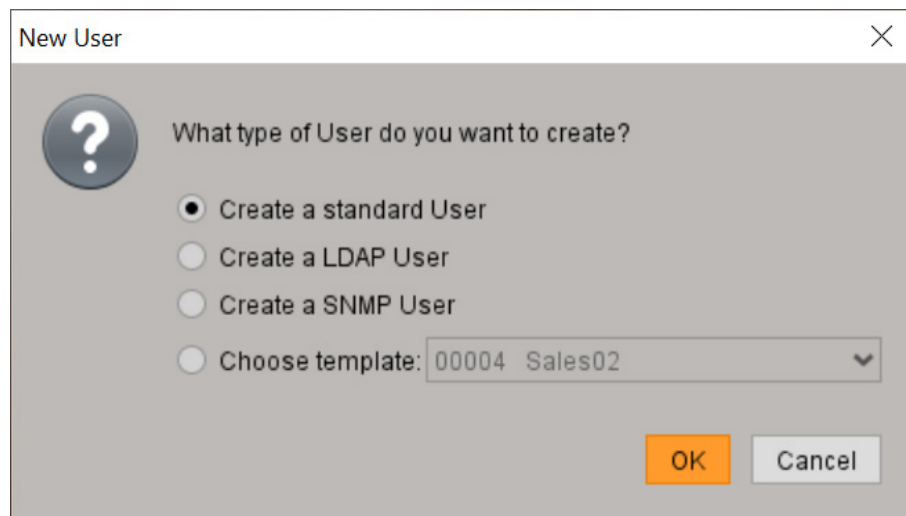 New User
What type of User do you want to create?
Create a standard User
Create a LDAP User
Create a SNMP User
Choose template: 00004 Sales02
OK Cancel